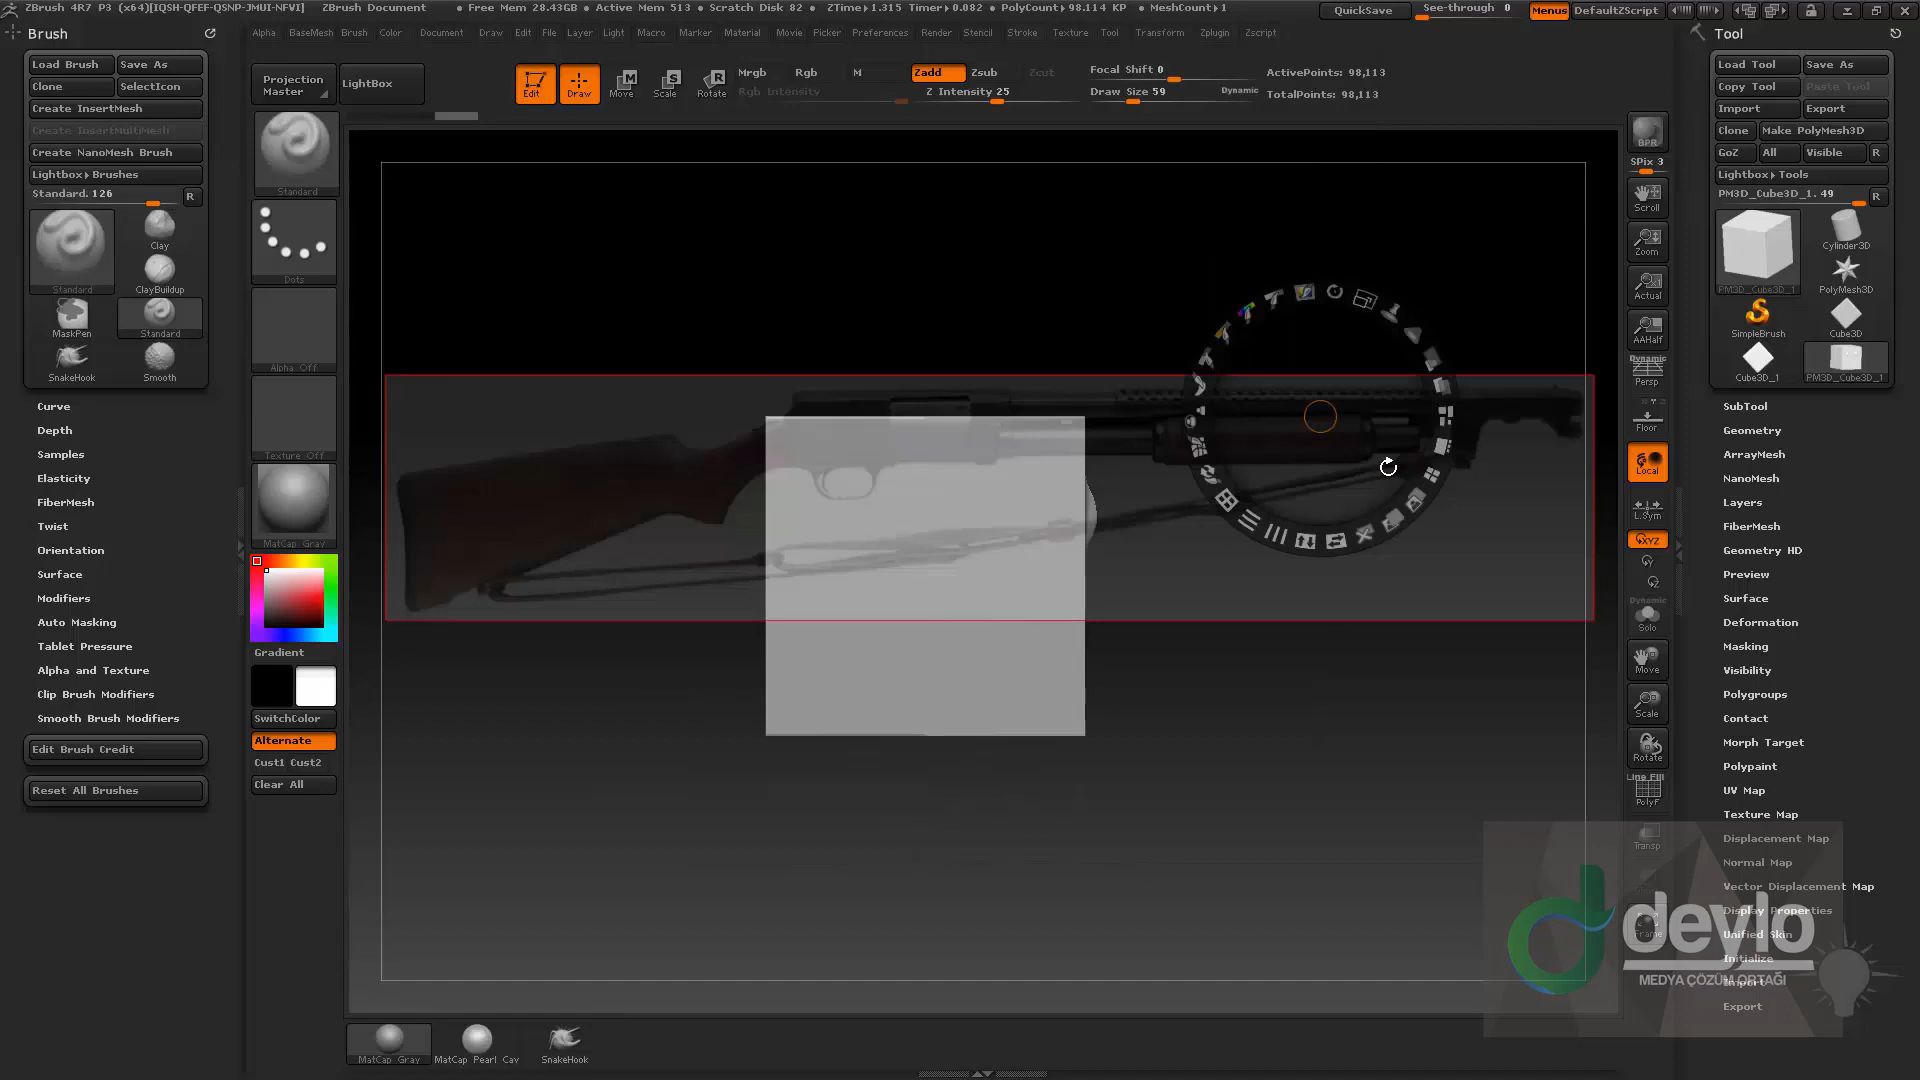 ZBrush 4R7 P3 (x64)[IQSH-QFEF-QSNP-JMUI-NFVI] ZBrush Document • Free Mem 28.43GB • Active Mem 513 • Scratch Disk 82 • ZTime▸1.315 Timer▸0.082 • PolyCount▸98.114 KP • MeshCount▸1 QuickSave See-through 0 Menus DefaultZScript
Brush
Alpha BaseMesh Brush Color Document Draw Edit File Layer Light Macro Marker Material Movie Picker Preferences Render Stencil Stroke Texture Tool Transform Zplugin Zscript
Tool
Load Brush Save As
Clone SelectIcon
Create InsertMesh
Create InsertMultiMesh
Create NanoMesh Brush
Lightbox▸Brushes
Standard. 126 R
Standard
Clay
ClayBuildup
MaskPen
Standard
SnakeHook
Smooth
Curve
Depth
Samples
Elasticity
FiberMesh
Twist
Orientation
Surface
Modifiers
Auto Masking
Tablet Pressure
Alpha and Texture
Clip Brush Modifiers
Smooth Brush Modifiers
Edit Brush Credit
Reset All Brushes
Projection Master
LightBox
Edit Draw Move Scale Rotate
Mrgb Rgb M Zadd Zsub Zcut
Rgb Intensity Z Intensity 25
Focal Shift 0
Draw Size 59 Dynamic
ActivePoints: 98,113
TotalPoints: 98,113
Standard
Dots
Alpha Off
Texture Off
MatCap Gray
Gradient
SwitchColor
Alternate
Cust1 Cust2
Clear All
MatCap Gray MatCap Pearl Cav SnakeHook
BPR
SPix 3
Scroll
Zoom
Actual
AAHalf
Dynamic
Persp
Floor
Local
L.Sym
XYZ
Dynamic
Solo
Move
Scale
Rotate
Line Fill
PolyF
Transp
Frame
Load Tool Save As
Copy Tool Paste Tool
Import Export
Clone Make PolyMesh3D
GoZ All Visible R
Lightbox▸Tools
PM3D_Cube3D_1. 49 R
PM3D_Cube3D_1
Cylinder3D
PolyMesh3D
SimpleBrush
Cube3D
Cube3D_1
PM3D_Cube3D_1
SubTool
Geometry
ArrayMesh
NanoMesh
Layers
FiberMesh
Geometry HD
Preview
Surface
Deformation
Masking
Visibility
Polygroups
Contact
Morph Target
Polypaint
UV Map
Texture Map
Displacement Map
Normal Map
Vector Displacement Map
Display Properties
Unified Skin
Initialize
Import
Export
deylo
MEDYA ÇÖZÜM ORTAĞI